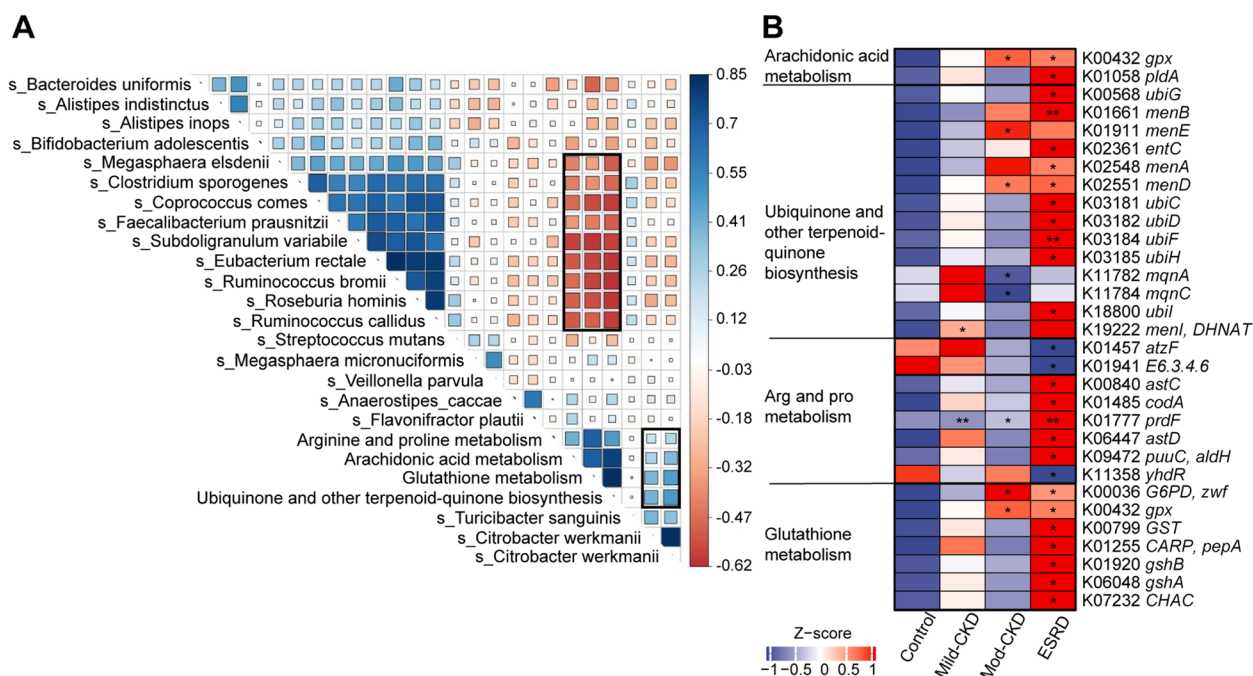 A
s_Bacteroides uniformis
s_Alistipes indistinctus
s_Alistipes inops
s_Bifidobacterium adolescentis
s_Megasphaera elsdenii
s_Clostridium sporogenes
s_Coprococcus comes
s_Faecalibacterium prausnitzii
s_Subdoligranulum variabile
s_Eubacterium rectale
s_Ruminococcus bromii
s_Roseburia hominis
s_Ruminococcus callidus
s_Streptococcus mutans
s_Megasphaera micronuciformis
s_Veillonella parvula
s_Anaerostipes_caccae
s_Flavonifractor plautii
Arginine and proline metabolism
Arachidonic acid metabolism
Glutathione metabolism
Ubiquinone and other terpenoid-quinone biosynthesis
s_Turicibacter sanguinis
s_Citrobacter werkmanii
s_Citrobacter werkmanii
0.85
0.7
0.55
0.41
0.26
0.12
-0.03
-0.18
-0.32
-0.47
-0.62
B
Arachidonic acid
metabolism
Ubiquinone and
other terpenoid-
quinone
biosynthesis
Arg and pro
metabolism
Glutathione
metabolism
* * K00432 gpx
* K01058 pldA
* K00568 ubiG
** K01661 menB
* K01911 menE
* K02361 entC
* K02548 menA
* * K02551 menD
* K03181 ubiC
* K03182 ubiD
** K03184 ubiF
* K03185 ubiH
* K11782 mqnA
* K11784 mqnC
* K18800 ubiI
* K19222 menI, DHNAT
* K01457 atzF
* K01941 E6.3.4.6
* K00840 astC
* K01485 codA
** * ** K01777 prdF
* K06447 astD
* K09472 puuC, aldH
* K11358 yhdR
* * K00036 G6PD, zwf
* * K00432 gpx
* K00799 GST
* K01255 CARP, pepA
* K01920 gshB
* K06048 gshA
* K07232 CHAC
Control
Mild-CKD
Mod-CKD
ESRD
Z−score
−1 −0.5 0 0.5 1